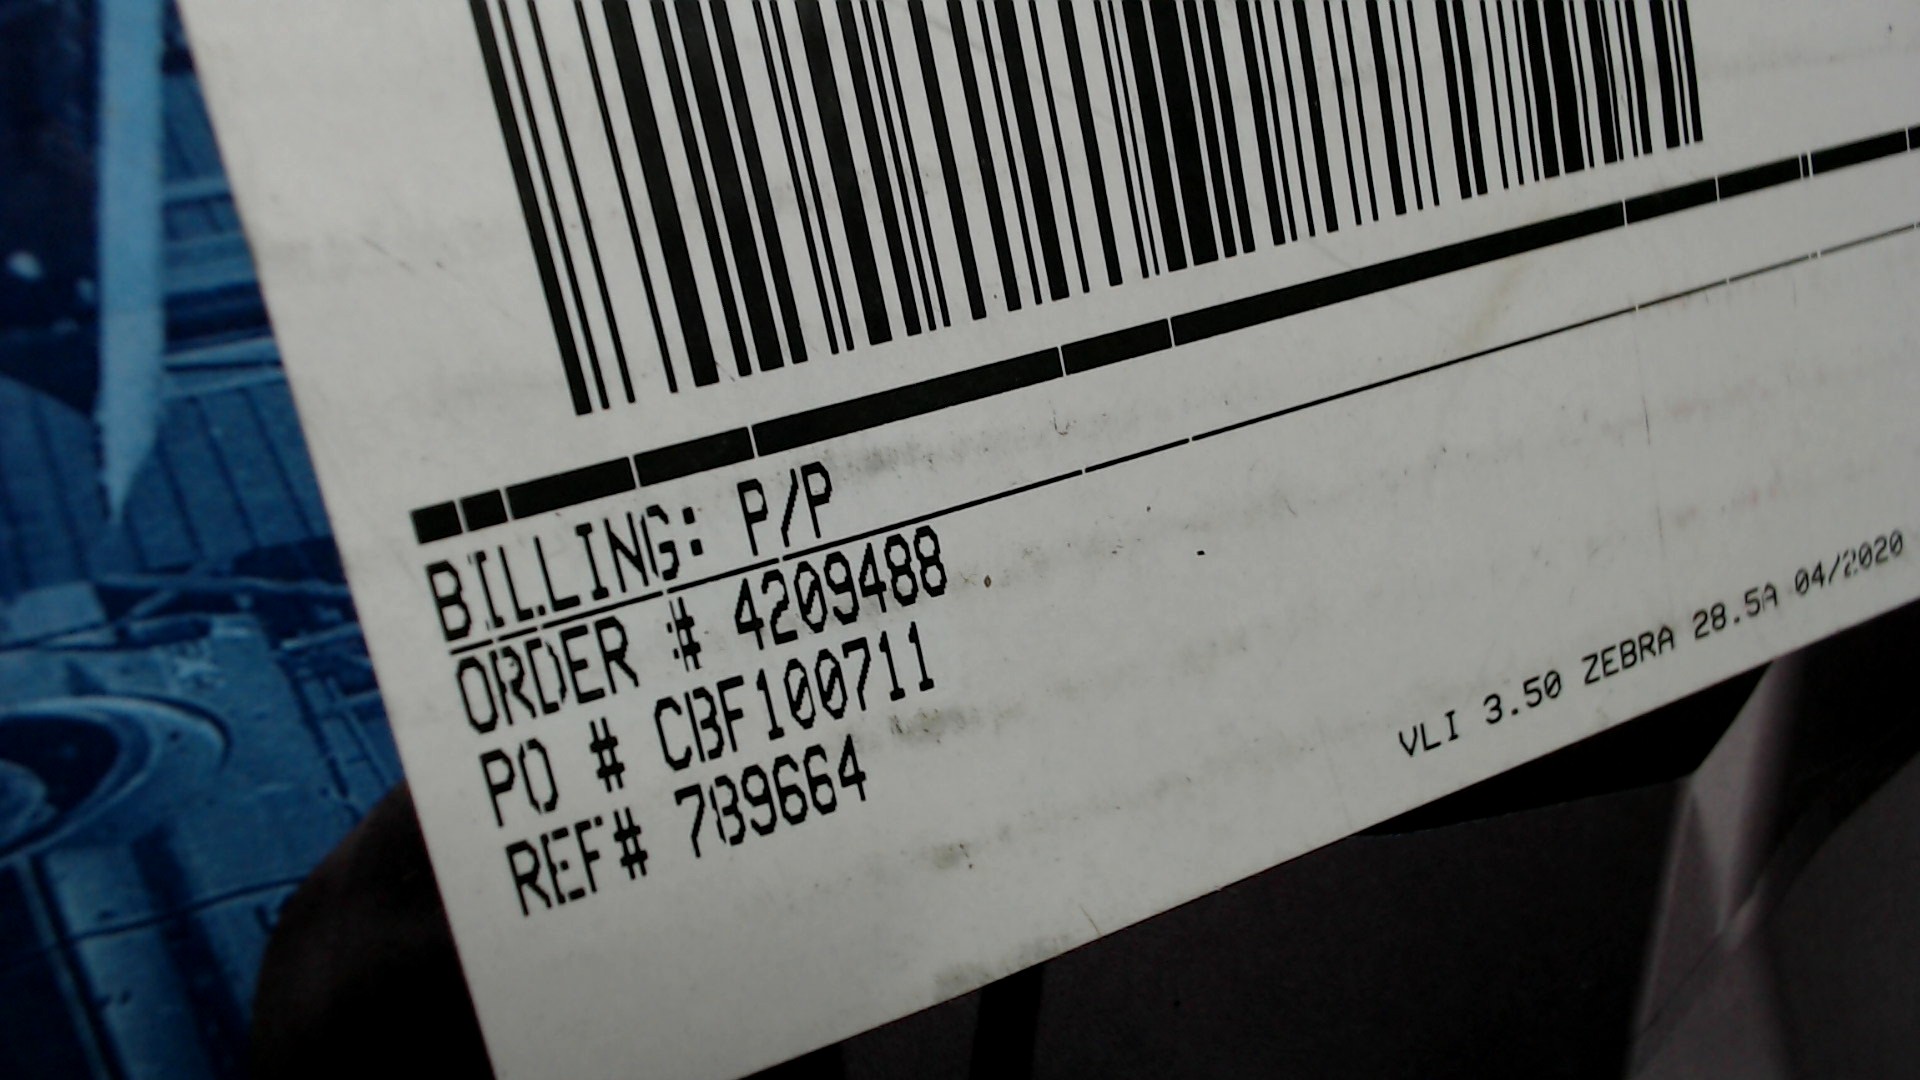 BILLING: P/P
ORDER # 4209488
PO # CBF100711
REF# 789664
VLI 3.50 ZEBRA 28.5A 04/2020